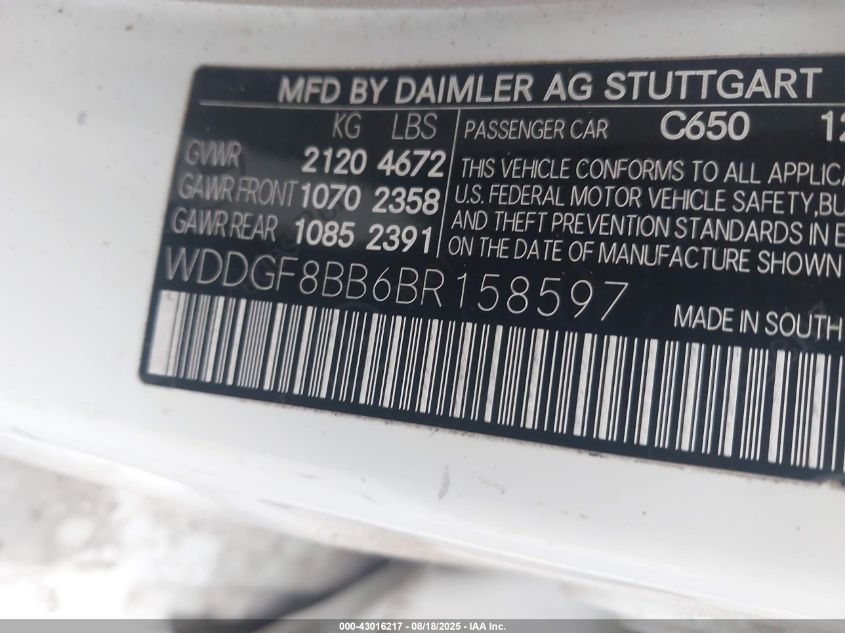 MFD BY DAIMLER AG STUTTGART
KG LBS
GVWR 2120 4672
GAWR FRONT 1070 2358
GAWR REAR 1085 2391
PASSENGER CAR C650 12
THIS VEHICLE CONFORMS TO ALL APPLICA
U.S. FEDERAL MOTOR VEHICLE SAFETY, BU
AND THEFT PREVENTION STANDARDS IN E
ON THE DATE OF MANUFACTURE SHOWN
WDDGF8BB6BR158597
MADE IN SOUTH
000-43016217 - 08/18/2025 - IAA Inc.